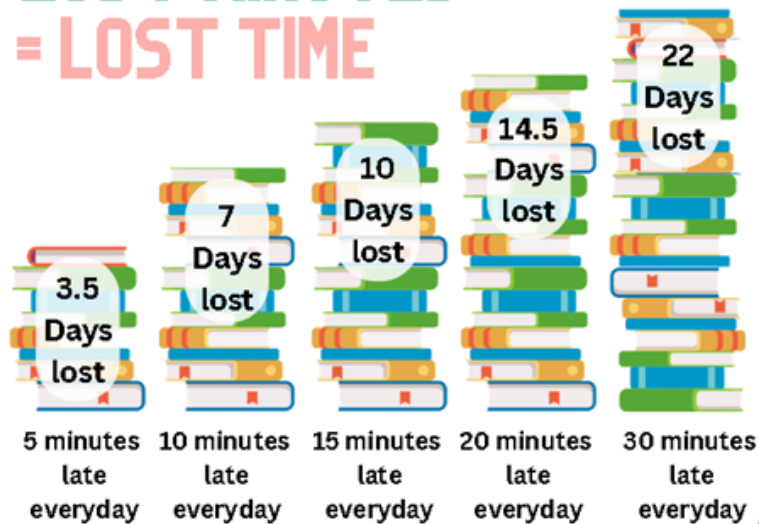 = LOST TIME
3.5
Days
lost
7
Days
lost
10
Days
lost
14.5
Days
lost
22
Days
lost
5 minutes
late
everyday
10 minutes
late
everyday
15 minutes
late
everyday
20 minutes
late
everyday
30 minutes
late
everyday